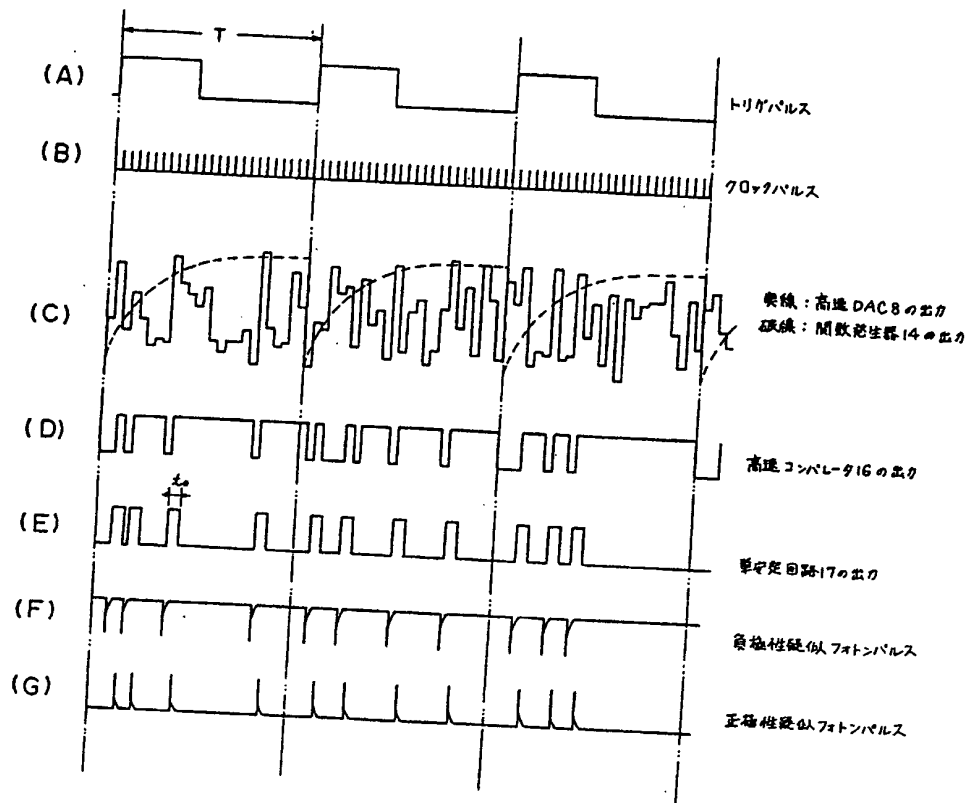 T
(A)
トリガパルス
(B)
クロックパルス
(C)
実線：高速DAC8の出力
破線：関数発生器14の出力
(D)
高速コンパレータ16の出力
t₀
(E)
単安定回路17の出力
(F)
負極性疑似フォトンパルス
(G)
正極性疑似フォトンパルス